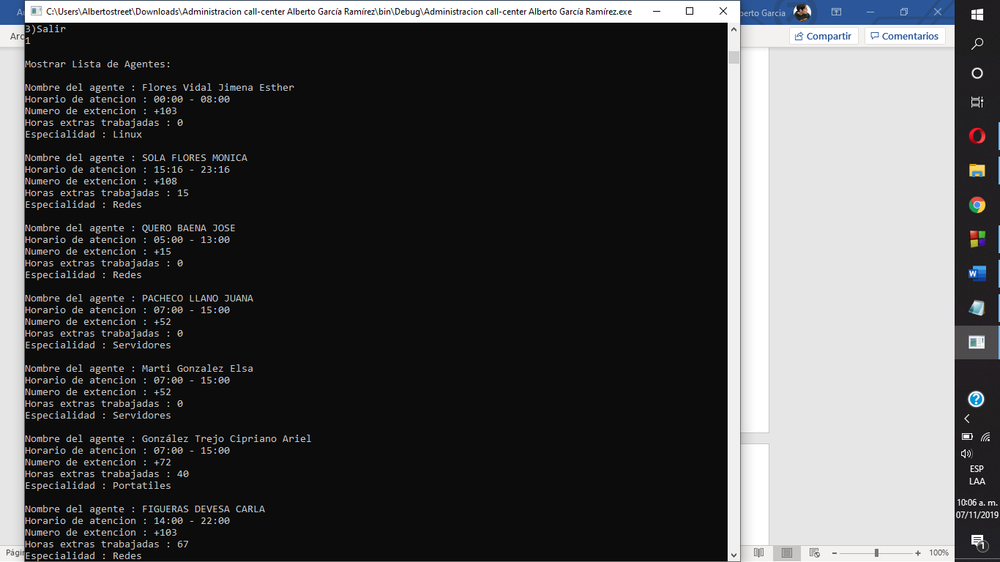 C:\Users\Albertostreet\Downloads\Administracion call-center Alberto García Ramírez\bin\Debug\Administracion call-center Alberto García Ramírez.exe
Au
berto Garcia
Arc
Compartir
Comentarios
3)Salir
1
Mostrar Lista de Agentes:
Nombre del agente : Flores Vidal Jimena Esther
Horario de atencion : 00:00 - 08:00
Numero de extencion : +103
Horas extras trabajadas : 0
Especialidad : Linux
Nombre del agente : SOLA FLORES MONICA
Horario de atencion : 15:16 - 23:16
Numero de extencion : +108
Horas extras trabajadas : 15
Especialidad : Redes
Nombre del agente : QUERO BAENA JOSE
Horario de atencion : 05:00 - 13:00
Numero de extencion : +15
Horas extras trabajadas : 0
Especialidad : Redes
Nombre del agente : PACHECO LLANO JUANA
Horario de atencion : 07:00 - 15:00
Numero de extencion : +52
Horas extras trabajadas : 0
Especialidad : Servidores
Nombre del agente : Marti Gonzalez Elsa
Horario de atencion : 07:00 - 15:00
Numero de extencion : +52
Horas extras trabajadas : 0
Especialidad : Servidores
Nombre del agente : González Trejo Cipriano Ariel
Horario de atencion : 07:00 - 15:00
Numero de extencion : +72
Horas extras trabajadas : 40
Especialidad : Portatiles
Nombre del agente : FIGUERAS DEVESA CARLA
Horario de atencion : 14:00 - 22:00
Numero de extencion : +103
Horas extras trabajadas : 67
Especialidad : Redes
Págin
100%
W
ESP
LAA
10:06 a. m.
07/11/2019
1